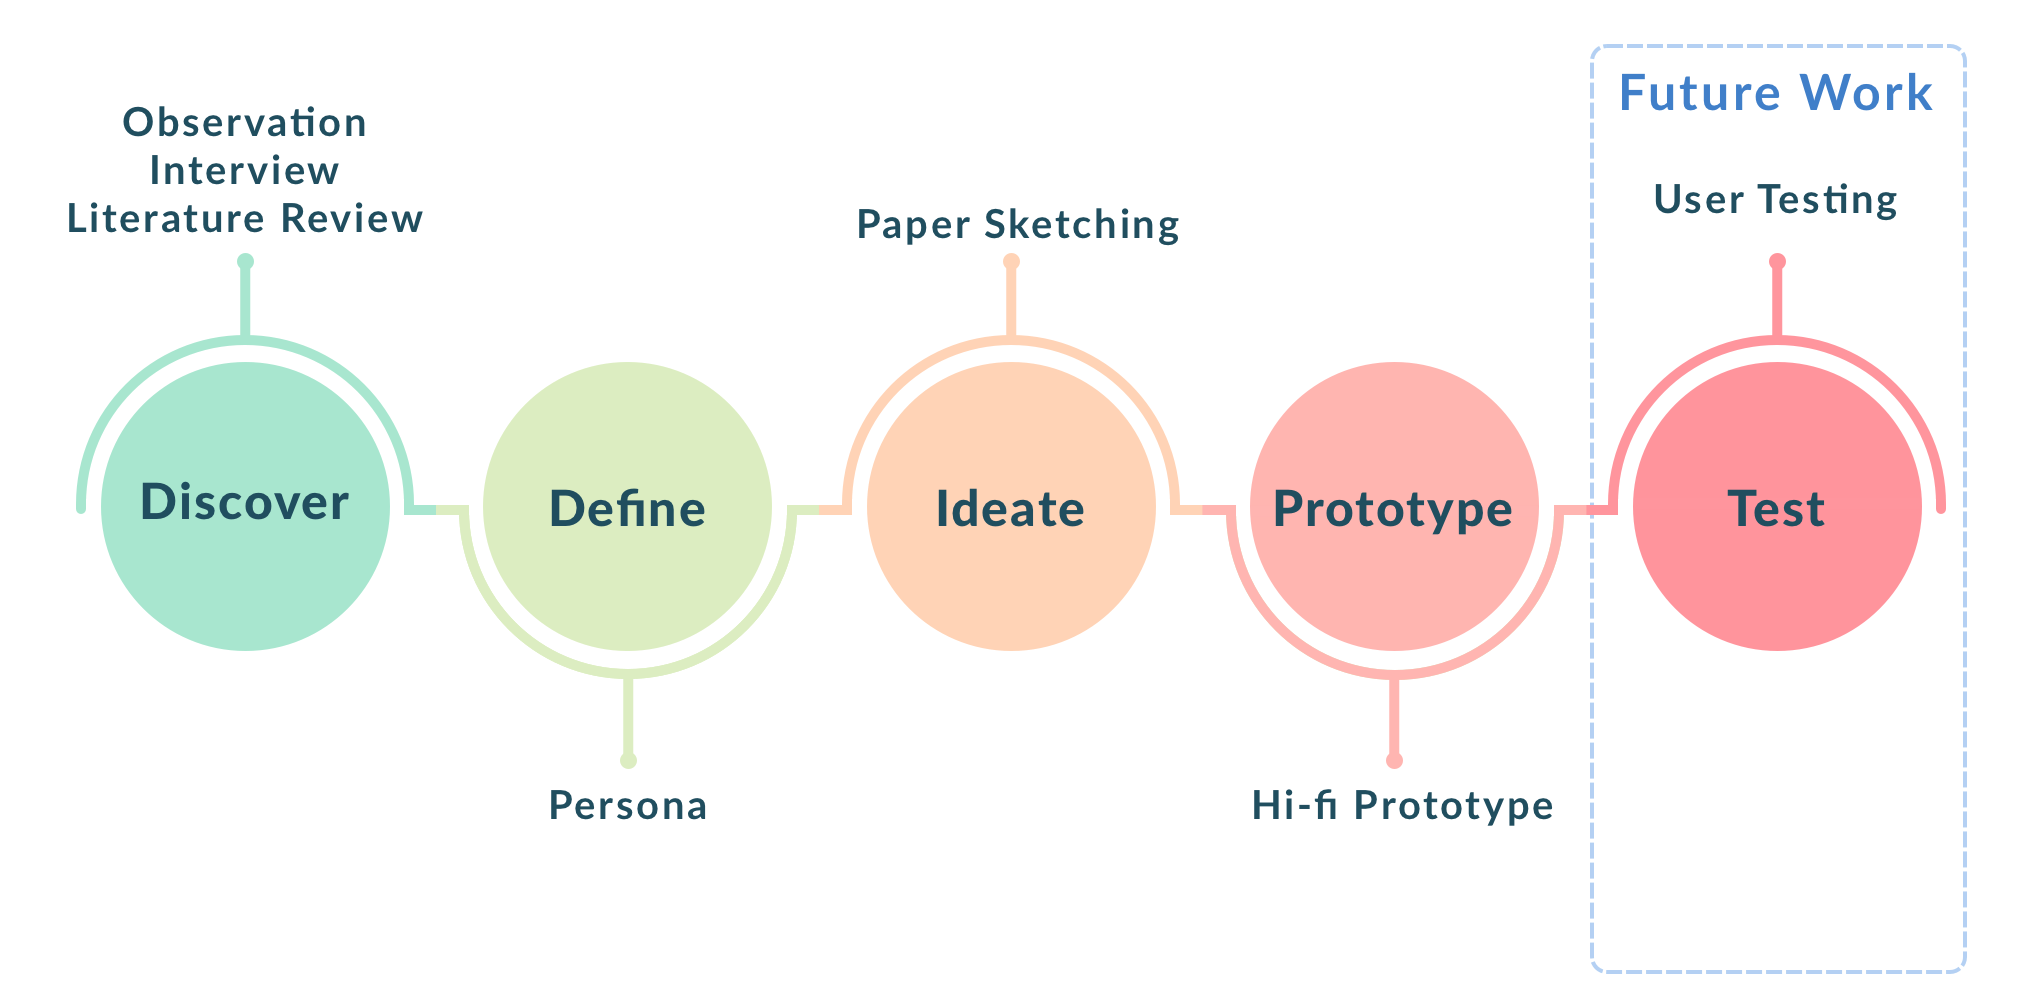 Observation
Interview
Literature Review
Discover
Define
Persona
Paper Sketching
Ideate
Prototype
Hi-fi Prototype
Future Work
User Testing
Test